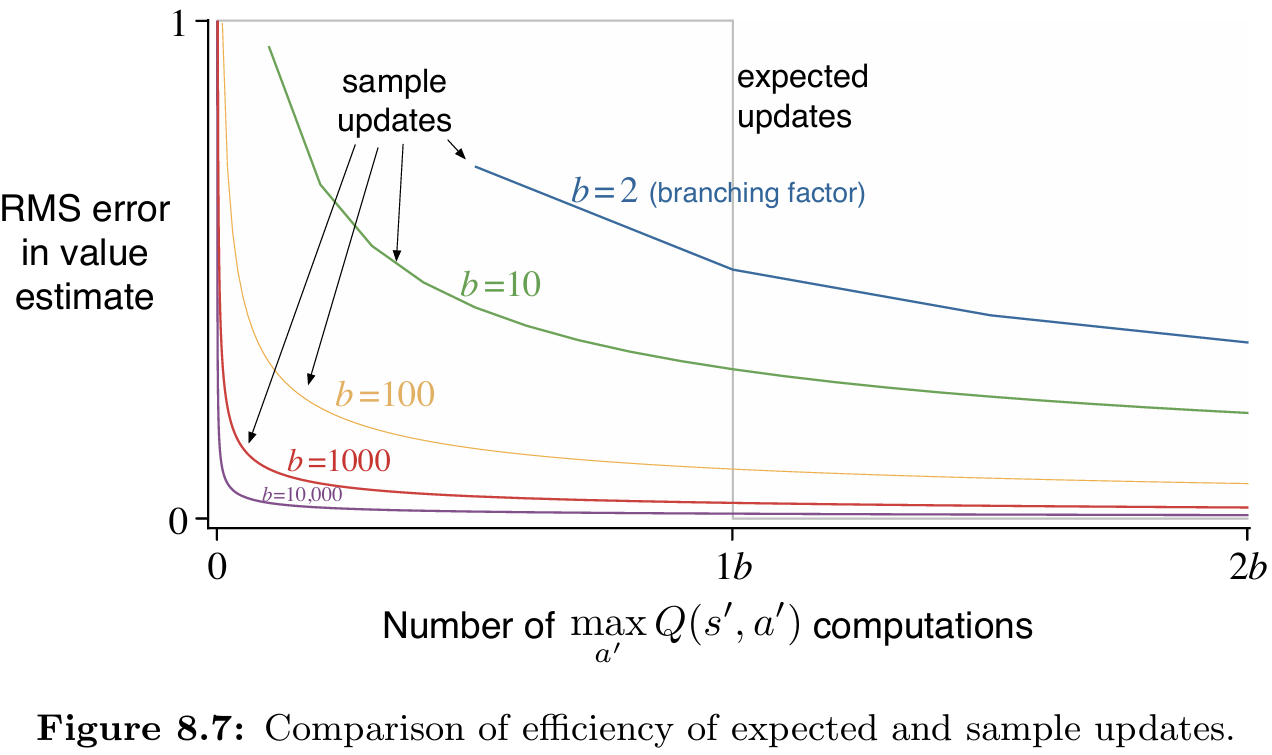 1
sample
updates
expected
updates
b=2 (branching factor)
RMS error
in value
estimate
b=10
b=100
b=1000
b=10,000
0
0
1b
2b
Number of max Q(s′, a′) computations
a′
Figure 8.7: Comparison of efficiency of expected and sample updates.